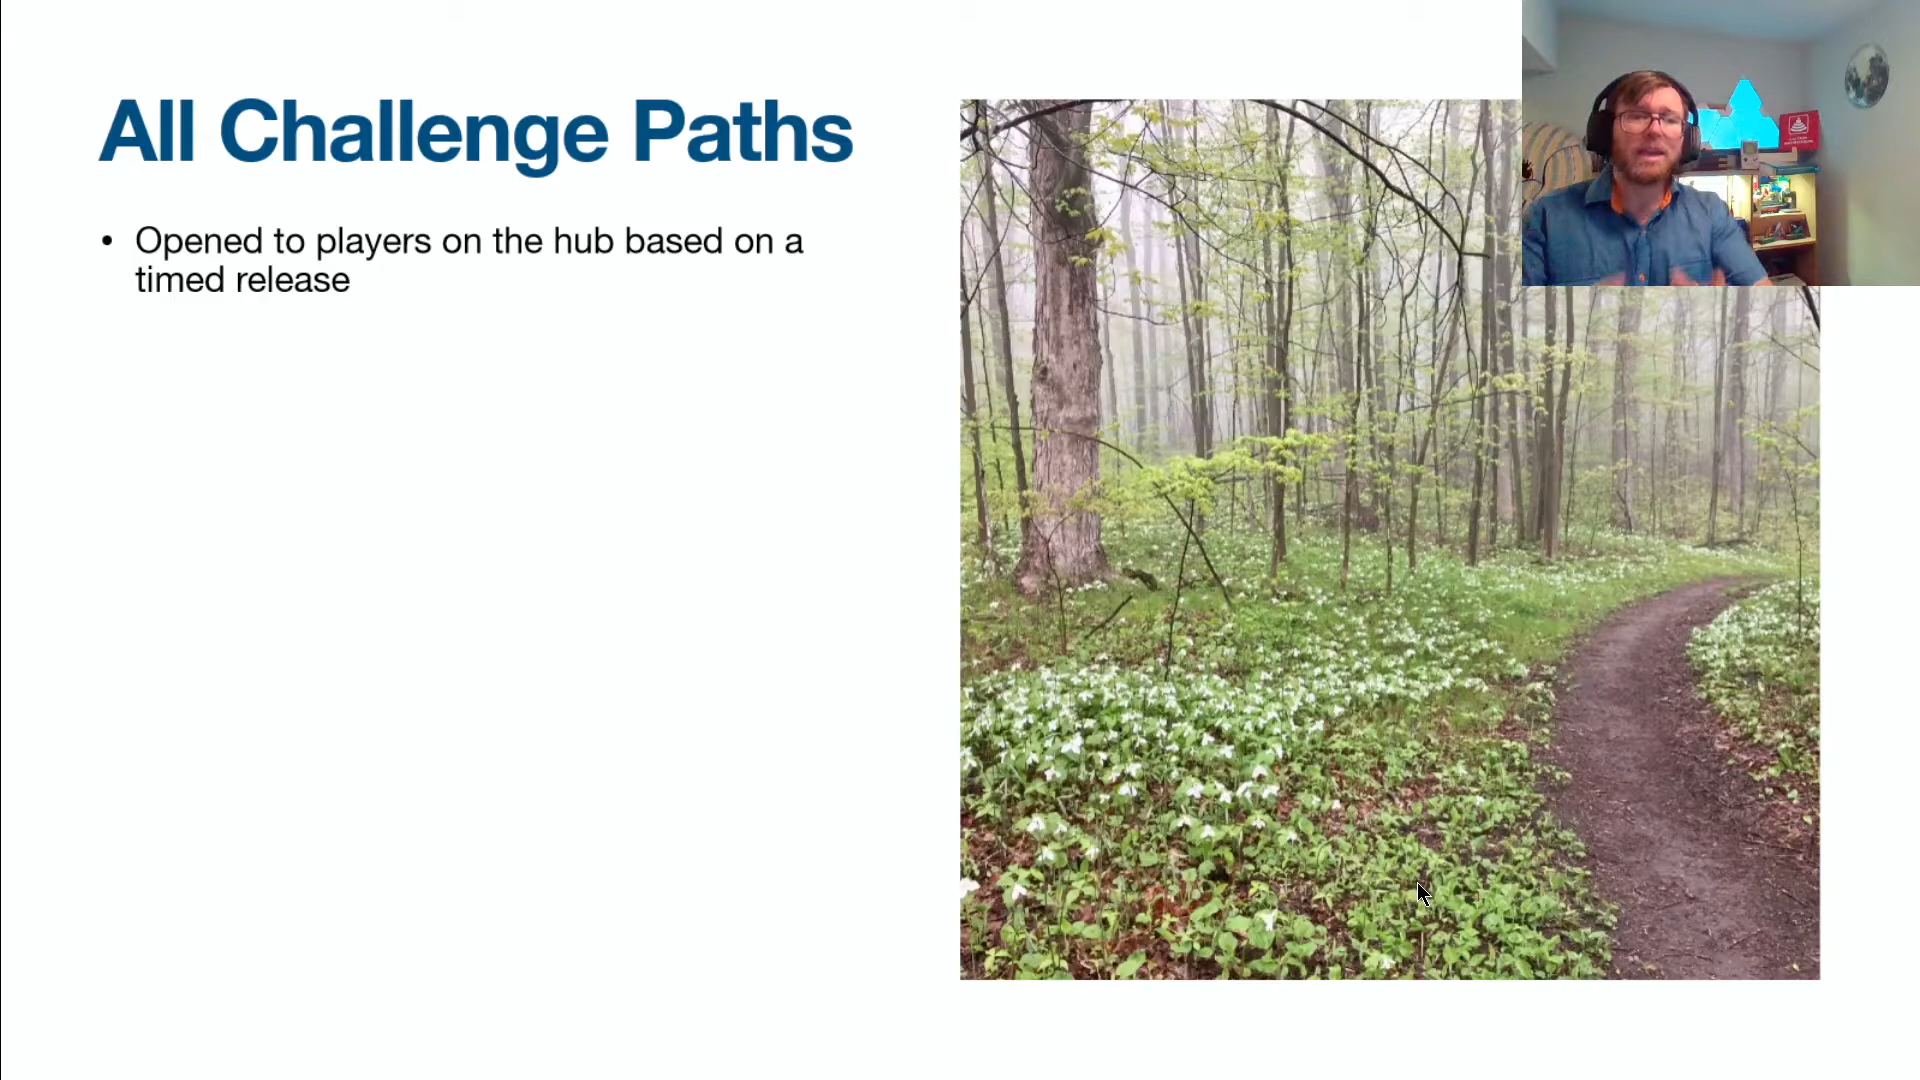 All Challenge Paths
• Opened to players on the hub based on a
timed release